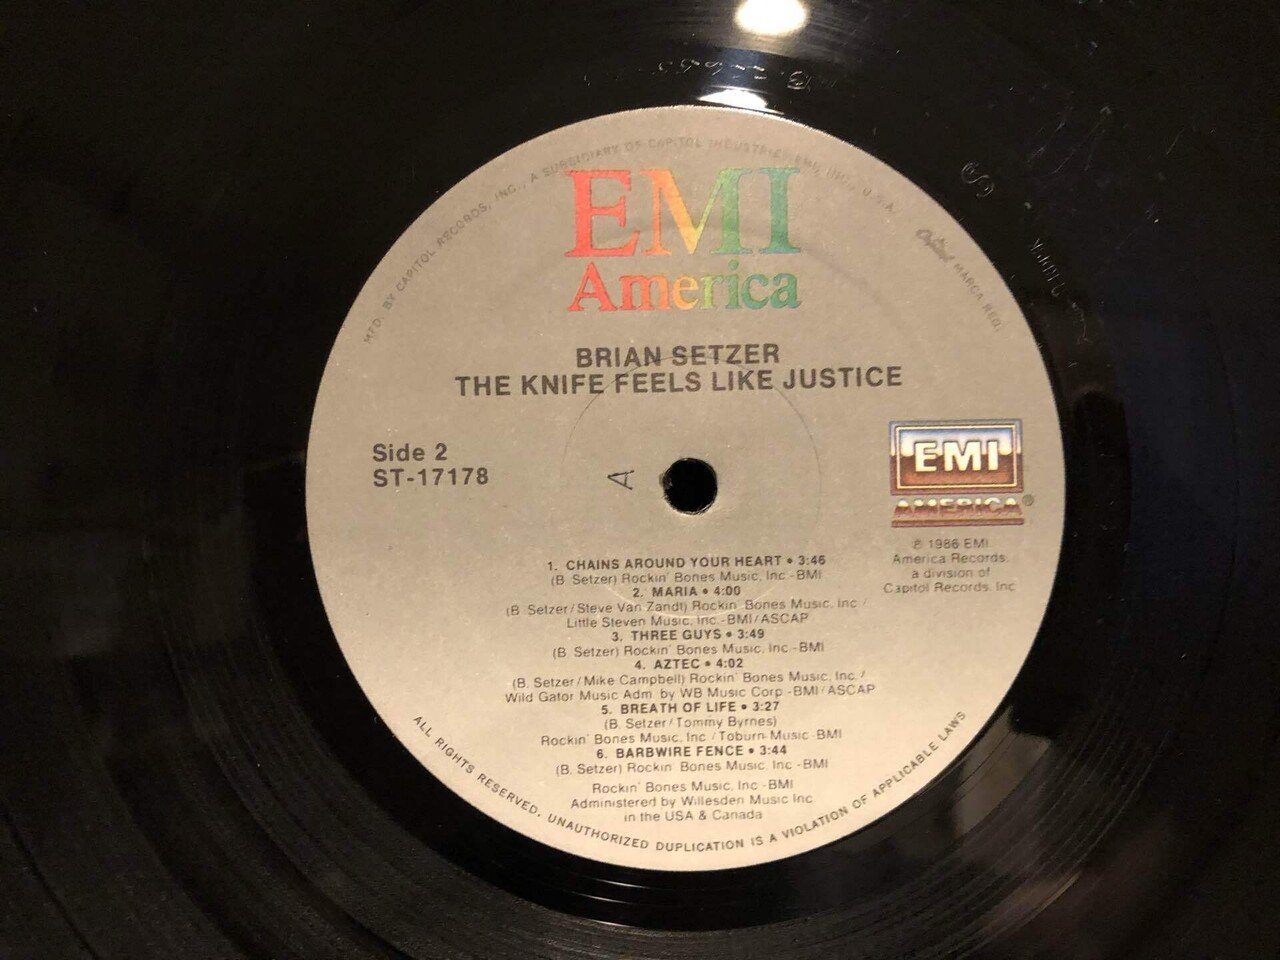 MFD. BY CAPITOL RECORDS, INC., A SUBSIDIARY OF CAPITOL INDUSTRIES-EMI, INC., U.S.A.
Capitol MARCA REG.
EMI
America
BRIAN SETZER
THE KNIFE FEELS LIKE JUSTICE
Side 2
ST-17178
A
EMI
AMERICA®
℗ 1986 EMI
America Records,
a division of
Capitol Records, Inc.
1. CHAINS AROUND YOUR HEART • 3:46
(B. Setzer) Rockin' Bones Music, Inc.-BMI
2. MARIA • 4:00
(B. Setzer/Steve Van Zandt) Rockin' Bones Music, Inc./
Little Steven Music, Inc.-BMI/ASCAP
3. THREE GUYS • 3:49
(B. Setzer) Rockin' Bones Music, Inc.-BMI
4. AZTEC • 4:02
(B. Setzer/Mike Campbell) Rockin' Bones Music, Inc./
Wild Gator Music Adm. by WB Music Corp.-BMI/ASCAP
5. BREATH OF LIFE • 3:27
(B. Setzer/Tommy Byrnes)
Rockin' Bones Music, Inc./Toburn Music-BMI
6. BARBWIRE FENCE • 3:44
(B. Setzer) Rockin' Bones Music, Inc.-BMI
Rockin' Bones Music, Inc.-BMI
Administered by Willesden Music Inc.
in the USA & Canada
ALL RIGHTS RESERVED. UNAUTHORIZED DUPLICATION IS A VIOLATION OF APPLICABLE LAWS